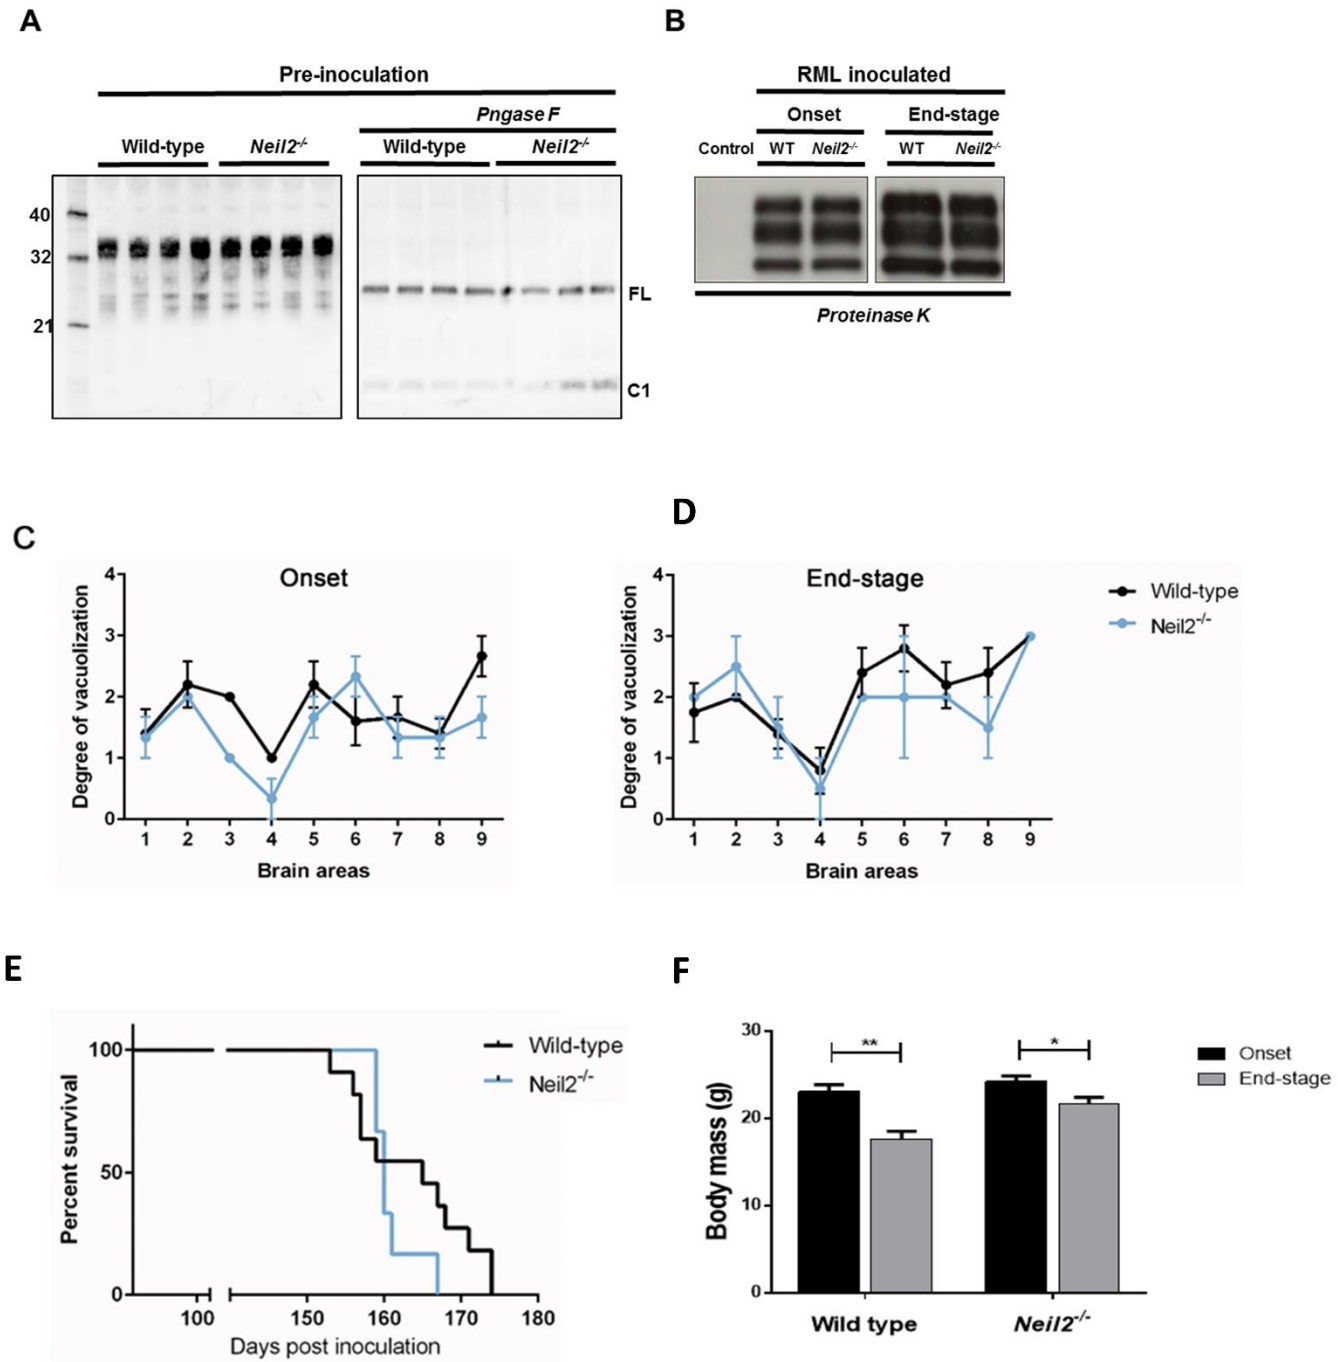 A
Pre-inoculation
Pngase F
Wild-type Neil2-/- Wild-type Neil2-/-
40
32
21
FL
C1
B
RML inoculated
Onset End-stage
Control WT Neil2-/- WT Neil2-/-
Proteinase K
C
Onset
Degree of vacuolization
4
3
2
1
0
1 2 3 4 5 6 7 8 9
Brain areas
D
End-stage
Degree of vacuolization
4
3
2
1
0
1 2 3 4 5 6 7 8 9
Brain areas
Wild-type
Neil2-/-
E
Percent survival
100
50
0
100 150 160 170 180
Days post inoculation
Wild-type
Neil2-/-
F
Body mass (g)
30
20
10
0
** *
Wild type Neil2-/-
Onset
End-stage